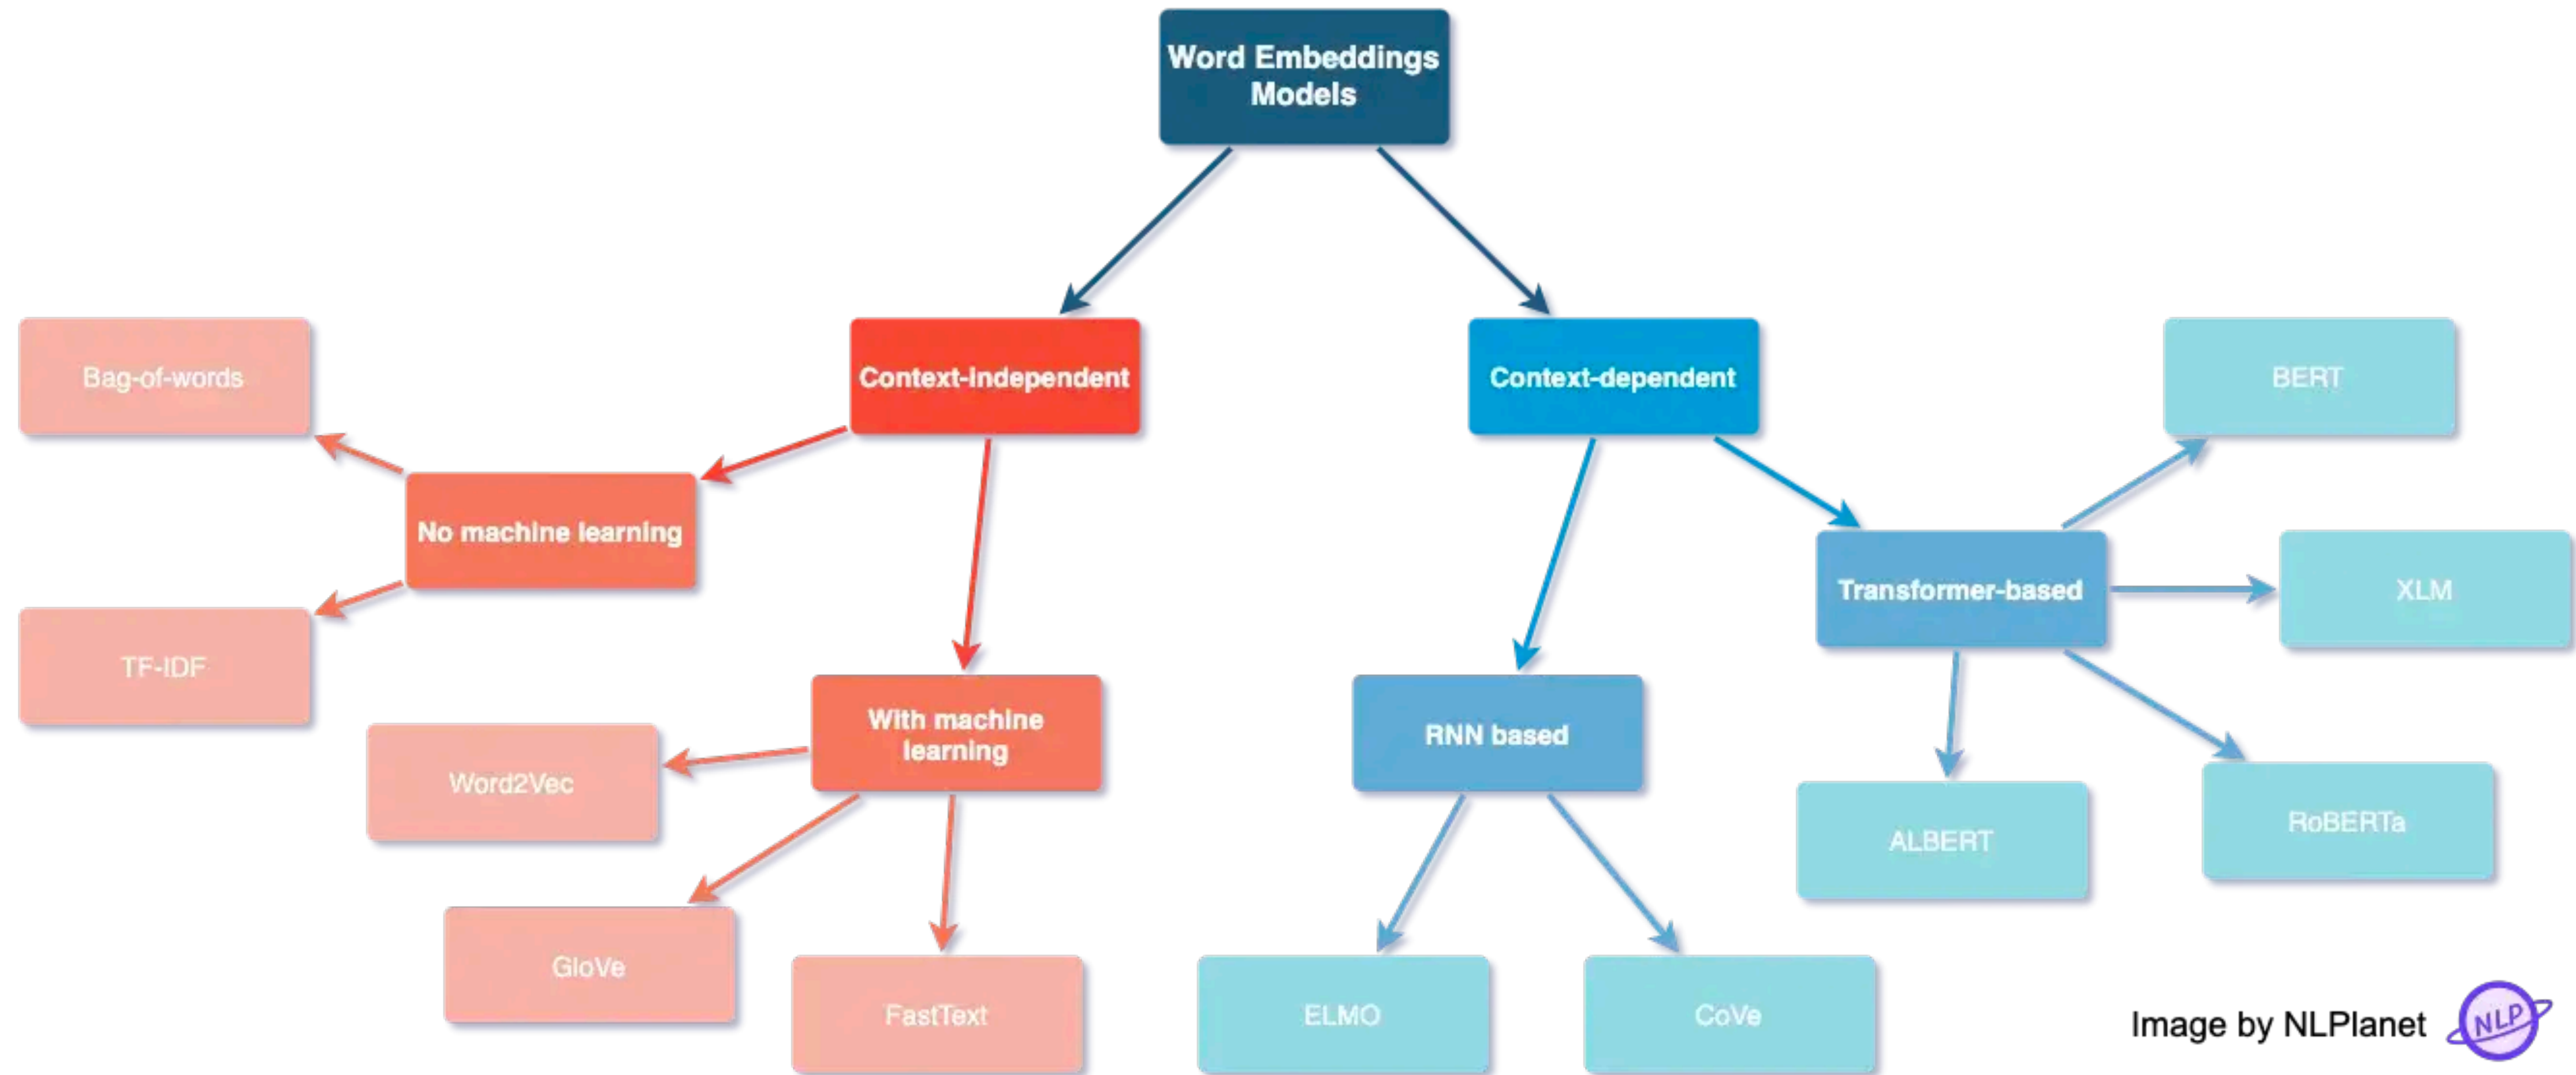 Word Embeddings
Models
Context-independent
Context-dependent
Bag-of-words
BERT
No machine learning
Transformer-based
XLM
TF-IDF
With machine
learning
RNN based
Word2Vec
ALBERT
RoBERTa
GloVe
FastText
ELMO
CoVe
Image by NLPlanet
NLP